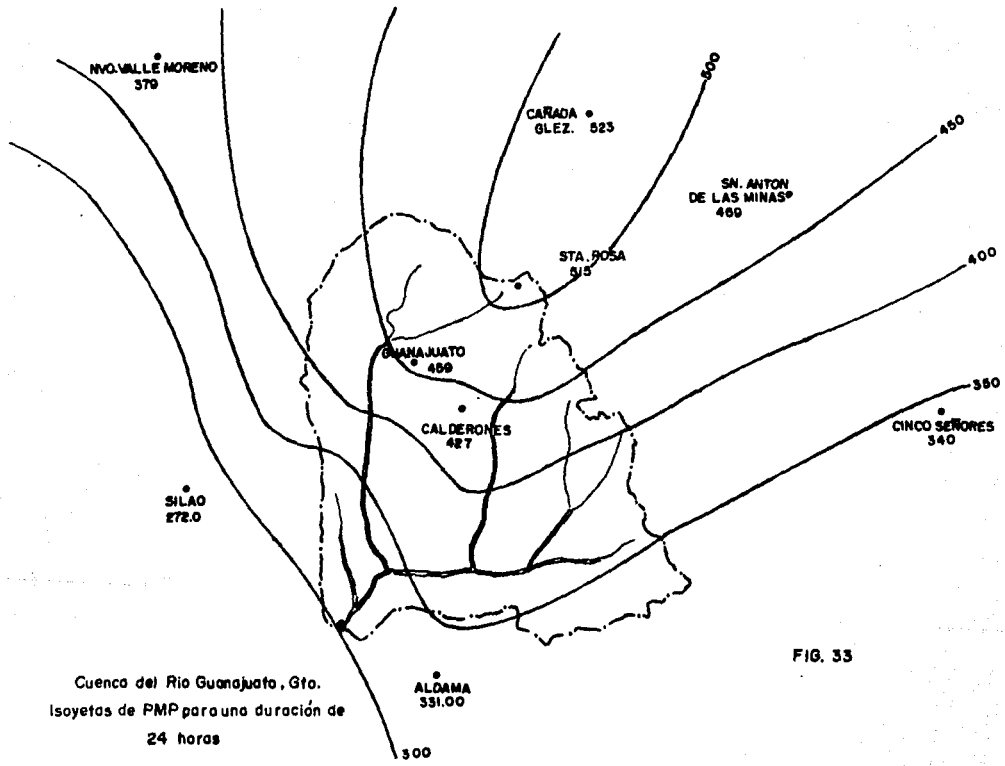 NVO. VALLE MORENO
379
500
CAÑADA
GLEZ. 523
450
SN. ANTON
DE LAS MINAS
469
STA. ROSA
515
400
GUANAJUATO
459
350
CALDERONES
427
CINCO SEÑORES
340
SILAO
272.0
FIG. 33
ALDAMA
331.00
Cuenca del Rio Guanajuato, Gto.
Isoyetas de PMP para una duración de
24 horas
300